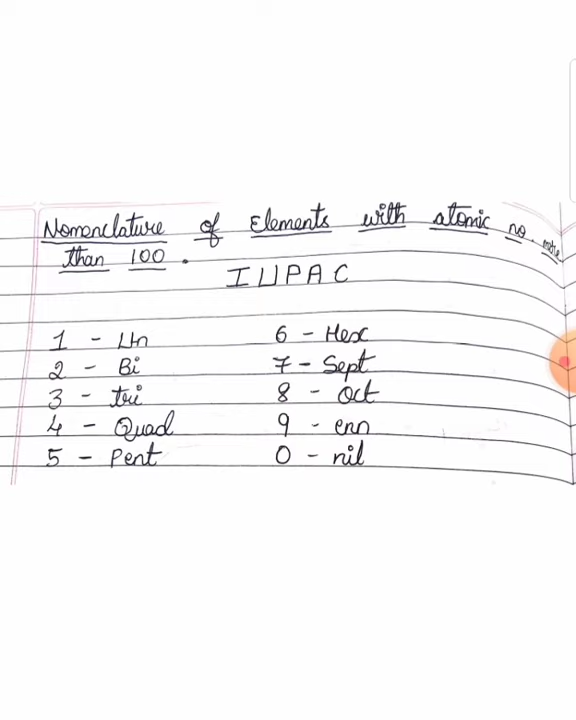 Nomenclature of Elements with atomic no. more
than 100.
IUPAC
1 - Un
2 - Bi
3 - tri
4 - Quad
5 - Pent
6 - Hex
7 - Sept
8 - Oct
9 - enn
0 - nil